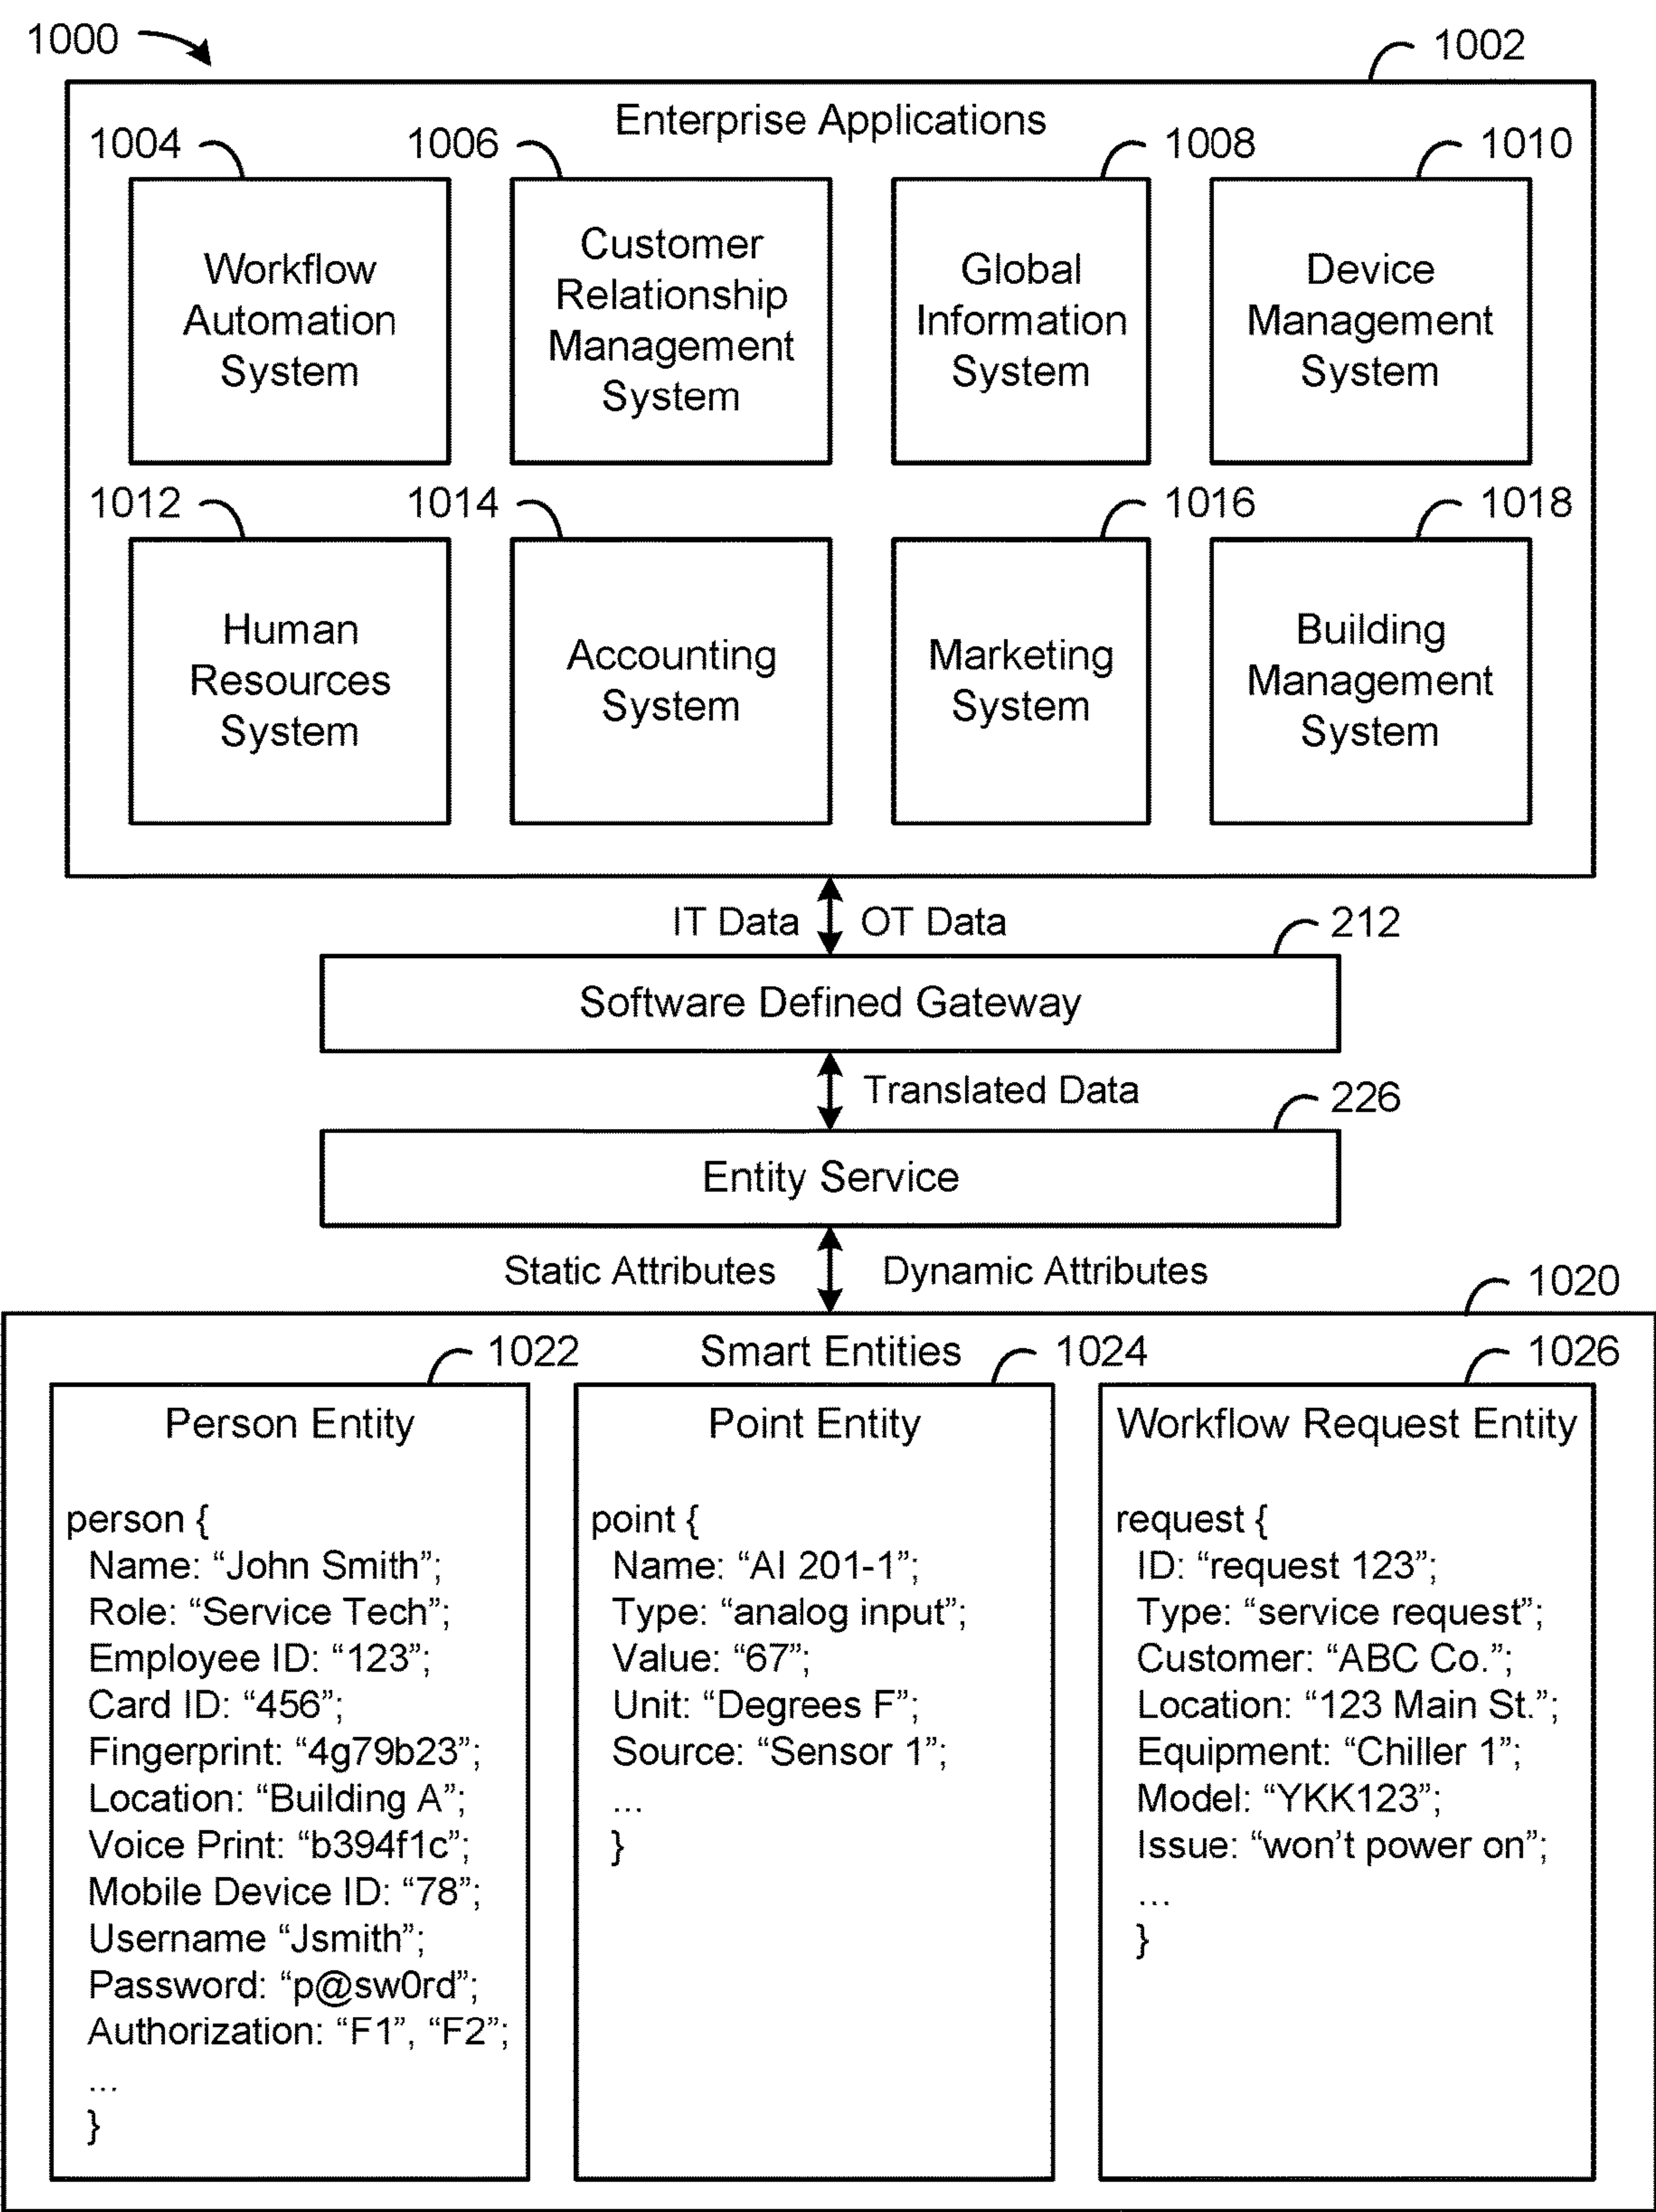 1000
1002
Enterprise Applications
1004
1006
1008
1010
Workflow
Automation
System
Customer
Relationship
Management
System
Global
Information
System
Device
Management
System
1012
1014
1016
1018
Human
Resources
System
Accounting
System
Marketing
System
Building
Management
System
IT Data
OT Data
212
Software Defined Gateway
Translated Data
226
Entity Service
Static Attributes
Dynamic Attributes
1020
Smart Entities
1022
1024
1026
Person Entity
person {
Name: “John Smith”;
Role: “Service Tech”;
Employee ID: “123”;
Card ID: “456”;
Fingerprint: “4g79b23”;
Location: “Building A”;
Voice Print: “b394f1c”;
Mobile Device ID: “78”;
Username “Jsmith”;
Password: “p@sw0rd”;
Authorization: “F1”, “F2”;
...
}
Point Entity
point {
Name: “AI 201-1”;
Type: “analog input”;
Value: “67”;
Unit: “Degrees F”;
Source: “Sensor 1”;
...
}
Workflow Request Entity
request {
ID: “request 123”;
Type: “service request”;
Customer: “ABC Co.”;
Location: “123 Main St.”;
Equipment: “Chiller 1”;
Model: “YKK123”;
Issue: “won’t power on”;
...
}